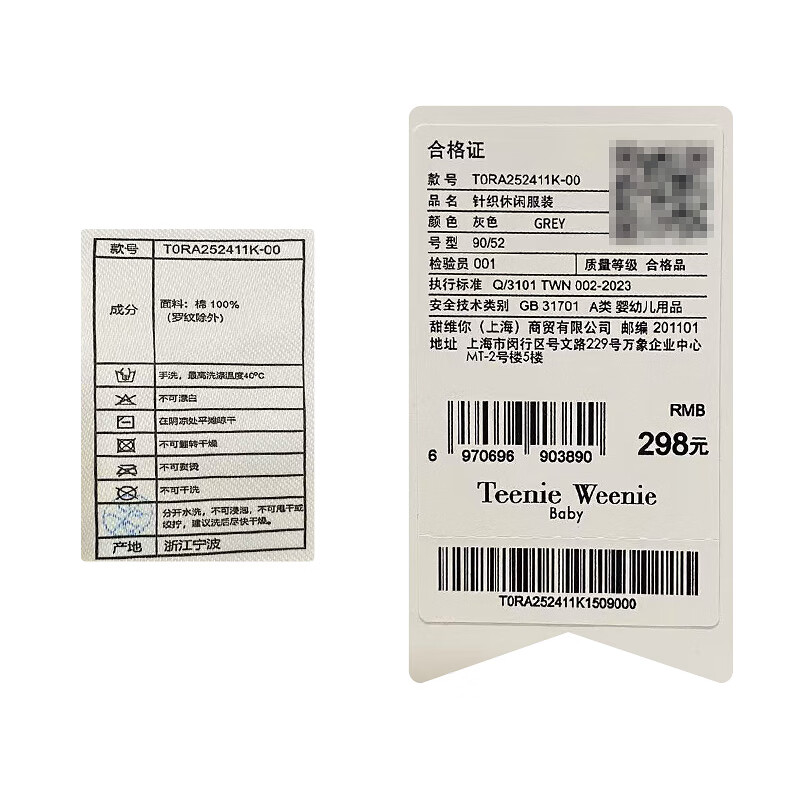 款号 T0RA252411K-00
成分 面料：棉 100%
（罗纹除外）
手洗，最高洗涤温度40℃
不可漂白
在阴凉处平摊晾干
不可翻转干燥
不可熨烫
不可干洗
分开水洗，不可浸泡，不可甩干或
绞拧，建议洗后尽快干燥。
产地 浙江宁波
合格证
款号 T0RA252411K-00
品名 针织休闲服装
颜色 灰色 GREY
号型 90/52
检验员 001 质量等级 合格品
执行标准 Q/3101 TWN 002-2023
安全技术类别 GB 31701 A类 婴幼儿用品
甜维你（上海）商贸有限公司 邮编 201101
地址 上海市闵行区号文路229号万象企业中心
MT-2号楼5楼
RMB
298元
6 970696 903890
Teenie Weenie
Baby
T0RA252411K1509000